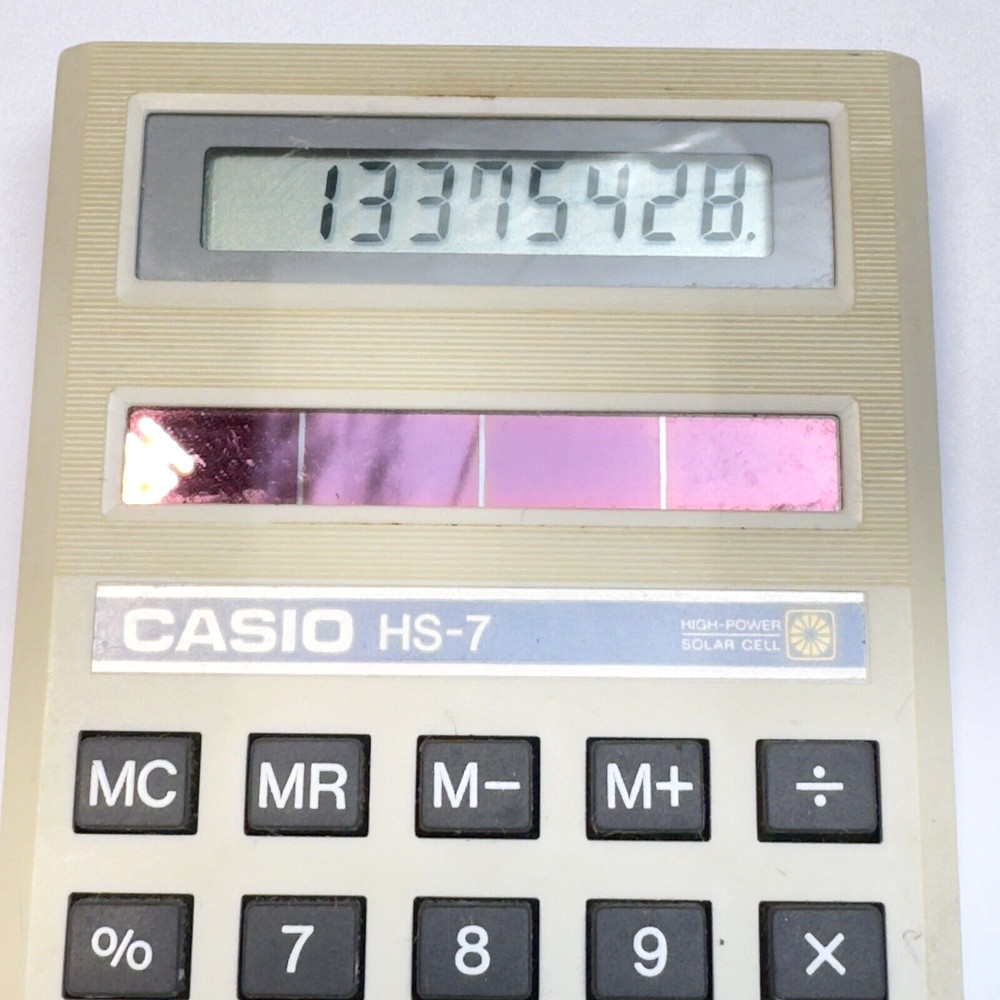 13375428.
CASIO HS-7
HIGH-POWER
SOLAR CELL
MC MR M− M+ ÷
% 7 8 9 ×